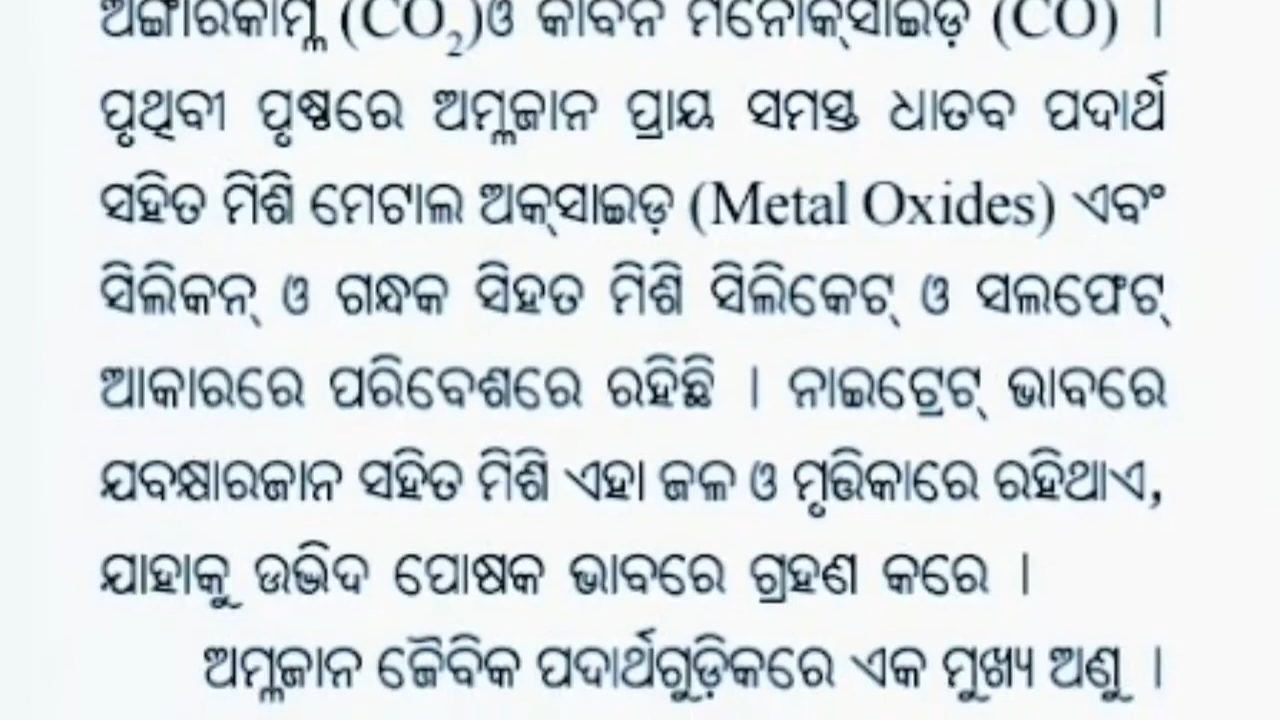 ଅଙ୍ଗାରକାମ୍ଳ (CO₂)ଓ କାର୍ବନ ମନୋକ୍‌ସାଇଡ଼ (CO) ।
ପୃଥିବୀ ପୃଷ୍ଠରେ ଅମ୍ଳଜାନ ପ୍ରାୟ ସମସ୍ତ ଧାତବ ପଦାର୍ଥ
ସହିତ ମିଶି ମେଟାଲ ଅକ୍‌ସାଇଡ଼ (Metal Oxides) ଏବଂ
ସିଲିକନ୍ ଓ ଗନ୍ଧକ ସିହତ ମିଶି ସିଲିକେଟ୍ ଓ ସଲଫେଟ୍
ଆକାରରେ ପରିବେଶରେ ରହିଛି । ନାଇଟ୍ରେଟ୍ ଭାବରେ
ଯବକ୍ଷାରଜାନ ସହିତ ମିଶି ଏହା ଜଳ ଓ ମୃତ୍ତିକାରେ ରହିଥାଏ,
ଯାହାକୁ ଉଦ୍ଭିଦ ପୋଷକ ଭାବରେ ଗ୍ରହଣ କରେ ।
ଅମ୍ଳଜାନ ଜୈବିକ ପଦାର୍ଥଗୁଡ଼ିକରେ ଏକ ମୁଖ୍ୟ ଅଣୁ ।